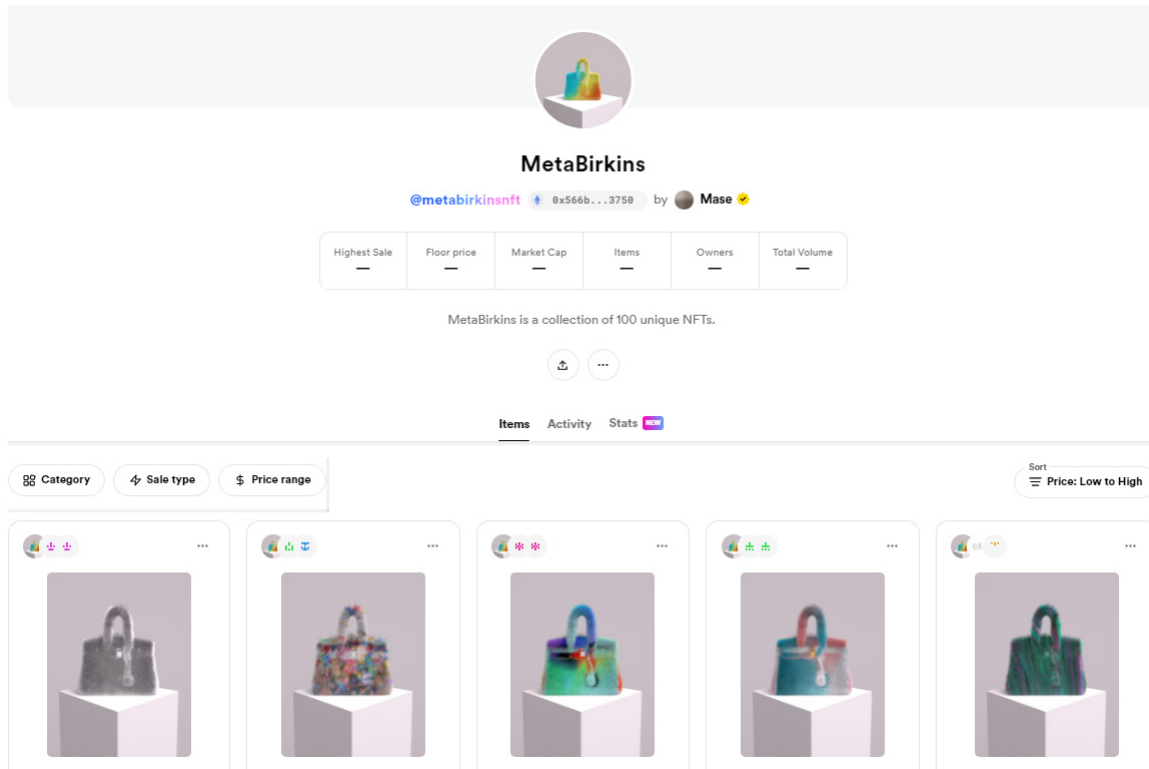 MetaBirkins
@metabirkinsnft 0x566b...3750 by Mase
Highest Sale Floor price Market Cap Items Owners Total Volume
— — — — — —
MetaBirkins is a collection of 100 unique NFTs.
Items Activity Stats NEW
Category Sale type $ Price range
Sort
Price: Low to High